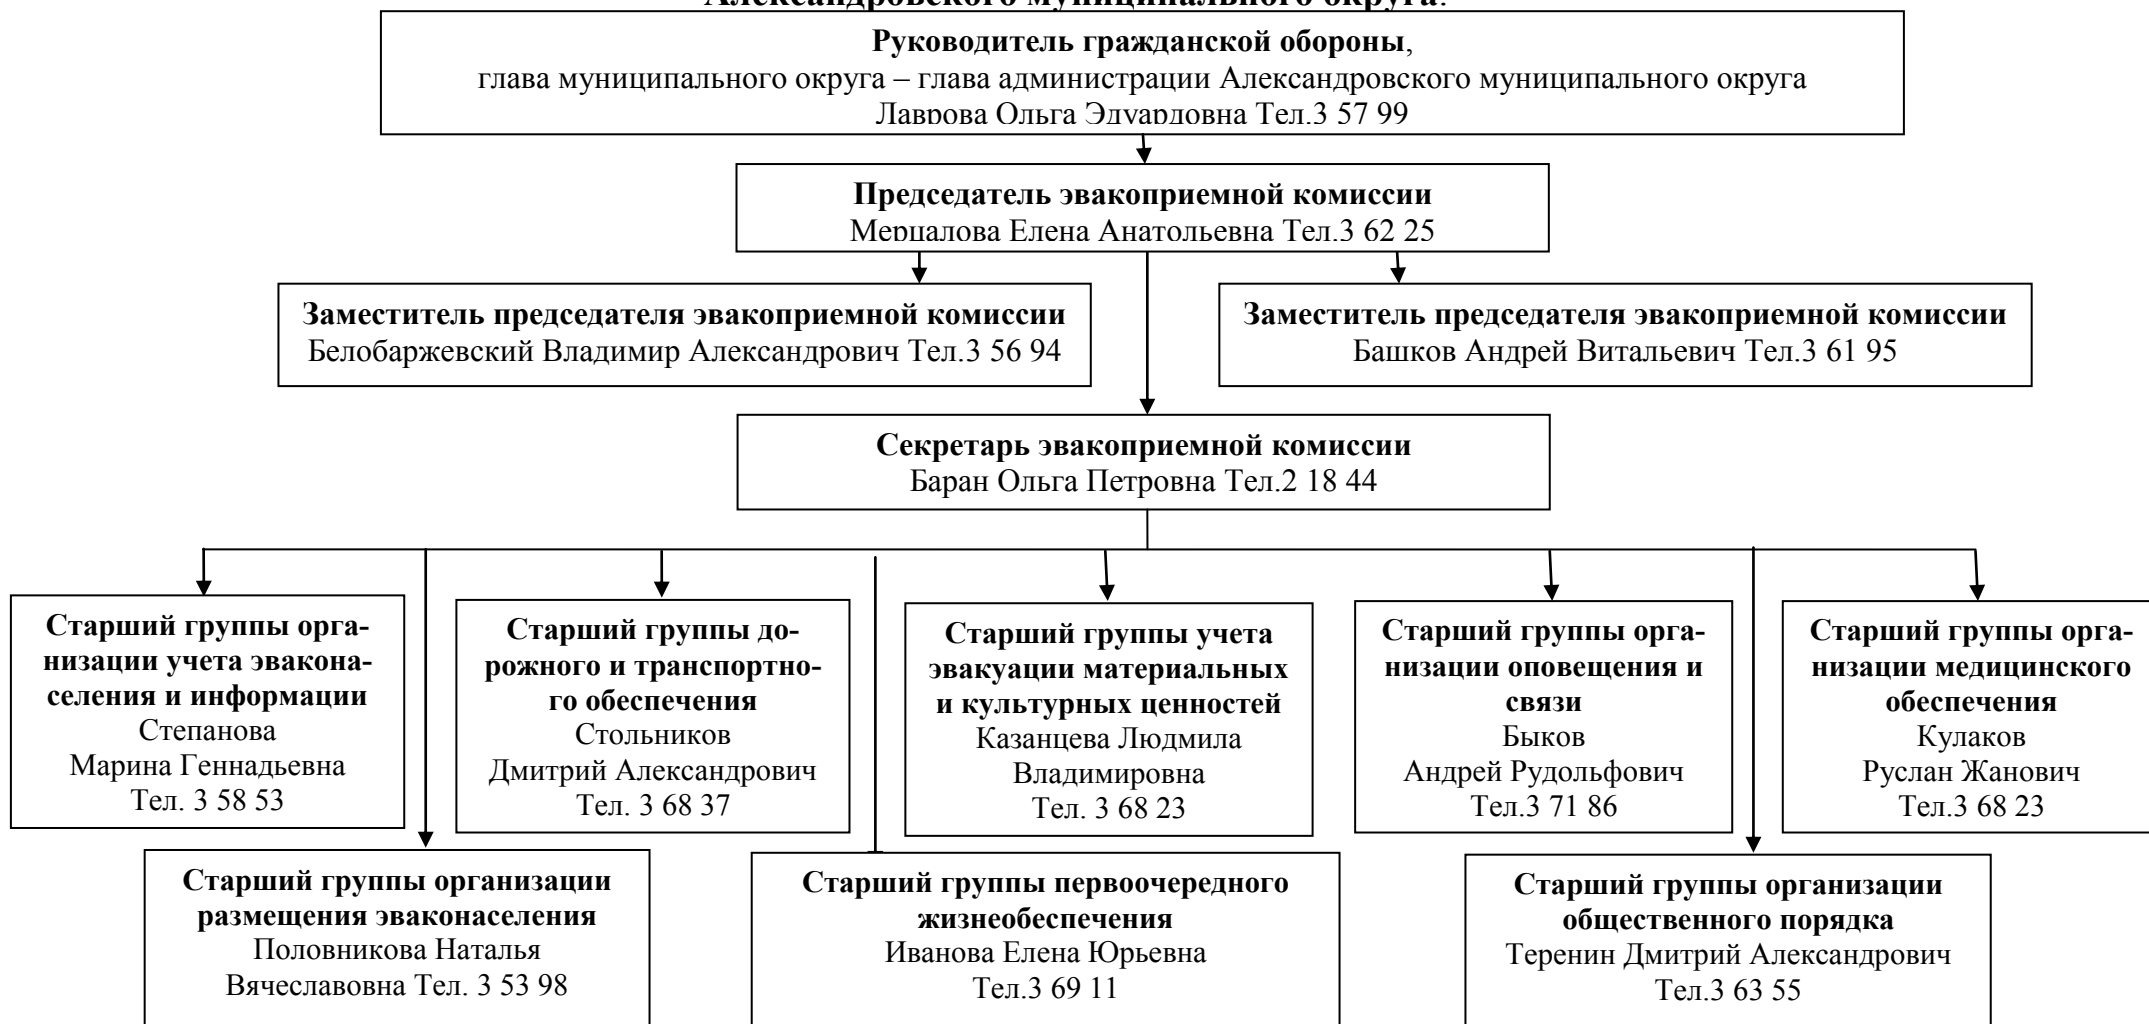 Александровского муниципального округа.
Руководитель гражданской обороны,
глава муниципального округа – глава администрации Александровского муниципального округа
Лаврова Ольга Эдуардовна Тел.3 57 99
Председатель эвакоприемной комиссии
Мерцалова Елена Анатольевна Тел.3 62 25
Заместитель председателя эвакоприемной комиссии
Белобаржевский Владимир Александрович Тел.3 56 94
Заместитель председателя эвакоприемной комиссии
Башков Андрей Витальевич Тел.3 61 95
Секретарь эвакоприемной комиссии
Баран Ольга Петровна Тел.2 18 44
Старший группы орга-
низации учета эвакона-
селения и информации
Степанова
Марина Геннадьевна
Тел. 3 58 53
Старший группы до-
рожного и транспортно-
го обеспечения
Стольников
Дмитрий Александрович
Тел. 3 68 37
Старший группы учета
эвакуации материальных
и культурных ценностей
Казанцева Людмила
Владимировна
Тел. 3 68 23
Старший группы орга-
низации оповещения и
связи
Быков
Андрей Рудольфович
Тел.3 71 86
Старший группы орга-
низации медицинского
обеспечения
Кулаков
Руслан Жанович
Тел.3 68 23
Старший группы организации
размещения эваконаселения
Половникова Наталья
Вячеславовна Тел. 3 53 98
Старший группы первоочередного
жизнеобеспечения
Иванова Елена Юрьевна
Тел.3 69 11
Старший группы организации
общественного порядка
Теренин Дмитрий Александрович
Тел.3 63 55